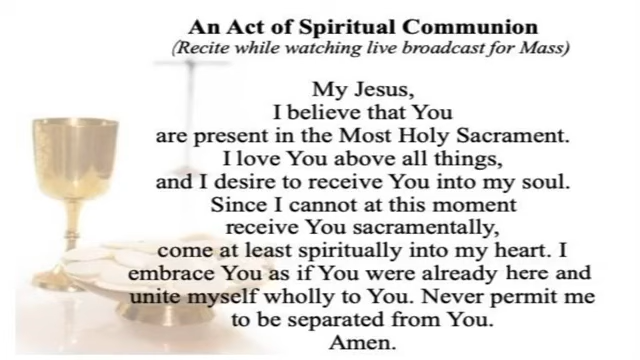 An Act of Spiritual Communion
(Recite while watching live broadcast for Mass)
My Jesus,
I believe that You
are present in the Most Holy Sacrament.
I love You above all things,
and I desire to receive You into my soul.
Since I cannot at this moment
receive You sacramentally,
come at least spiritually into my heart. I
embrace You as if You were already here and
unite myself wholly to You. Never permit me
to be separated from You.
Amen.